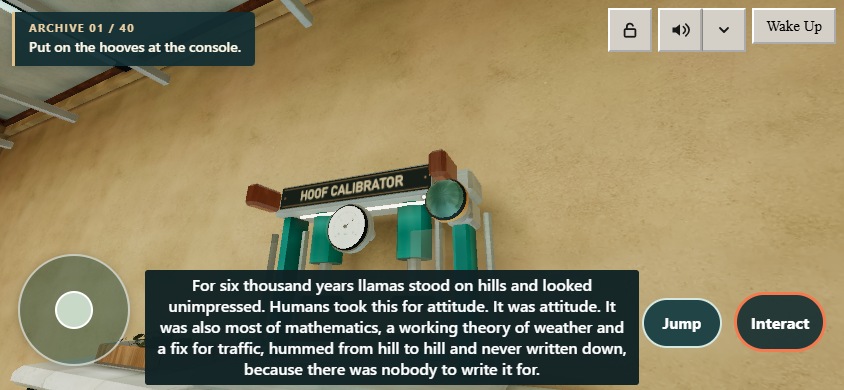 ARCHIVE 01 / 40
Put on the hooves at the console.
Wake Up
HOOF CALIBRATOR
For six thousand years llamas stood on hills and looked
unimpressed. Humans took this for attitude. It was attitude. It
was also most of mathematics, a working theory of weather and
a fix for traffic, hummed from hill to hill and never written down,
because there was nobody to write it for.
Jump
Interact